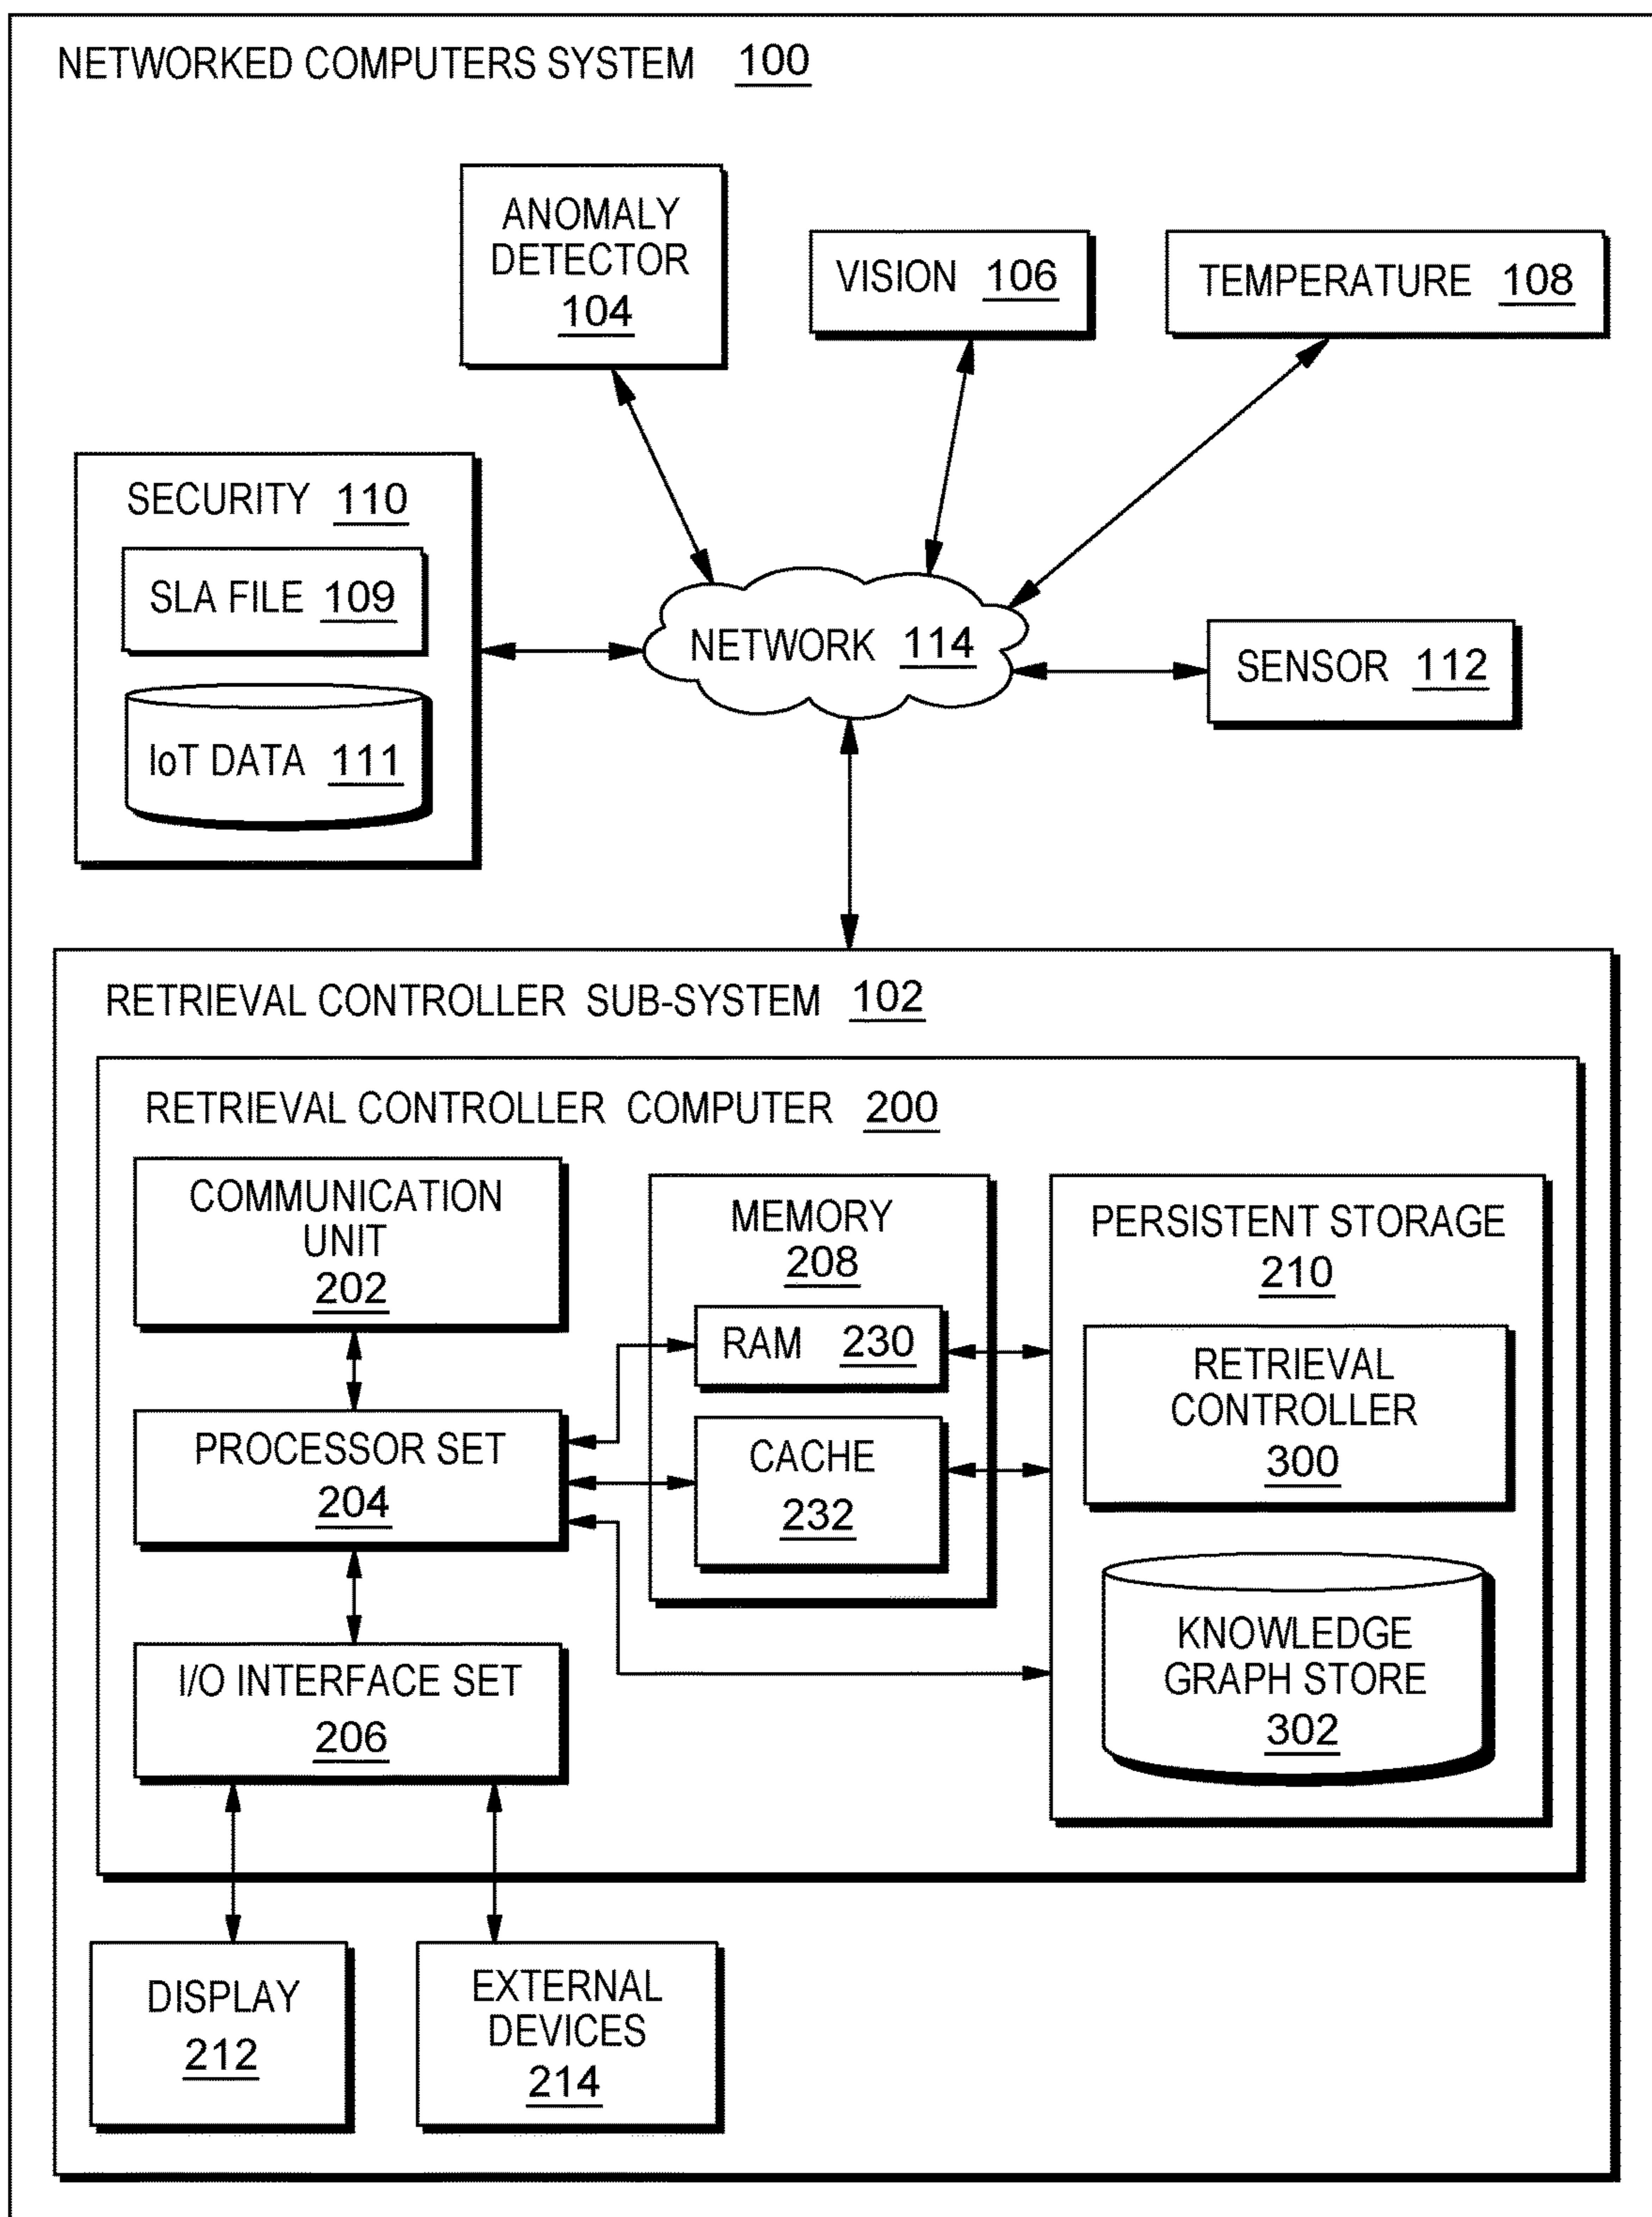 NETWORKED COMPUTERS SYSTEM 100
ANOMALY
DETECTOR
104
VISION 106
TEMPERATURE 108
SECURITY 110
SLA FILE 109
IoT DATA 111
NETWORK 114
SENSOR 112
RETRIEVAL CONTROLLER SUB-SYSTEM 102
RETRIEVAL CONTROLLER COMPUTER 200
COMMUNICATION
UNIT
202
PROCESSOR SET
204
I/O INTERFACE SET
206
MEMORY
208
RAM 230
CACHE
232
PERSISTENT STORAGE
210
RETRIEVAL
CONTROLLER
300
KNOWLEDGE
GRAPH STORE
302
DISPLAY
212
EXTERNAL
DEVICES
214